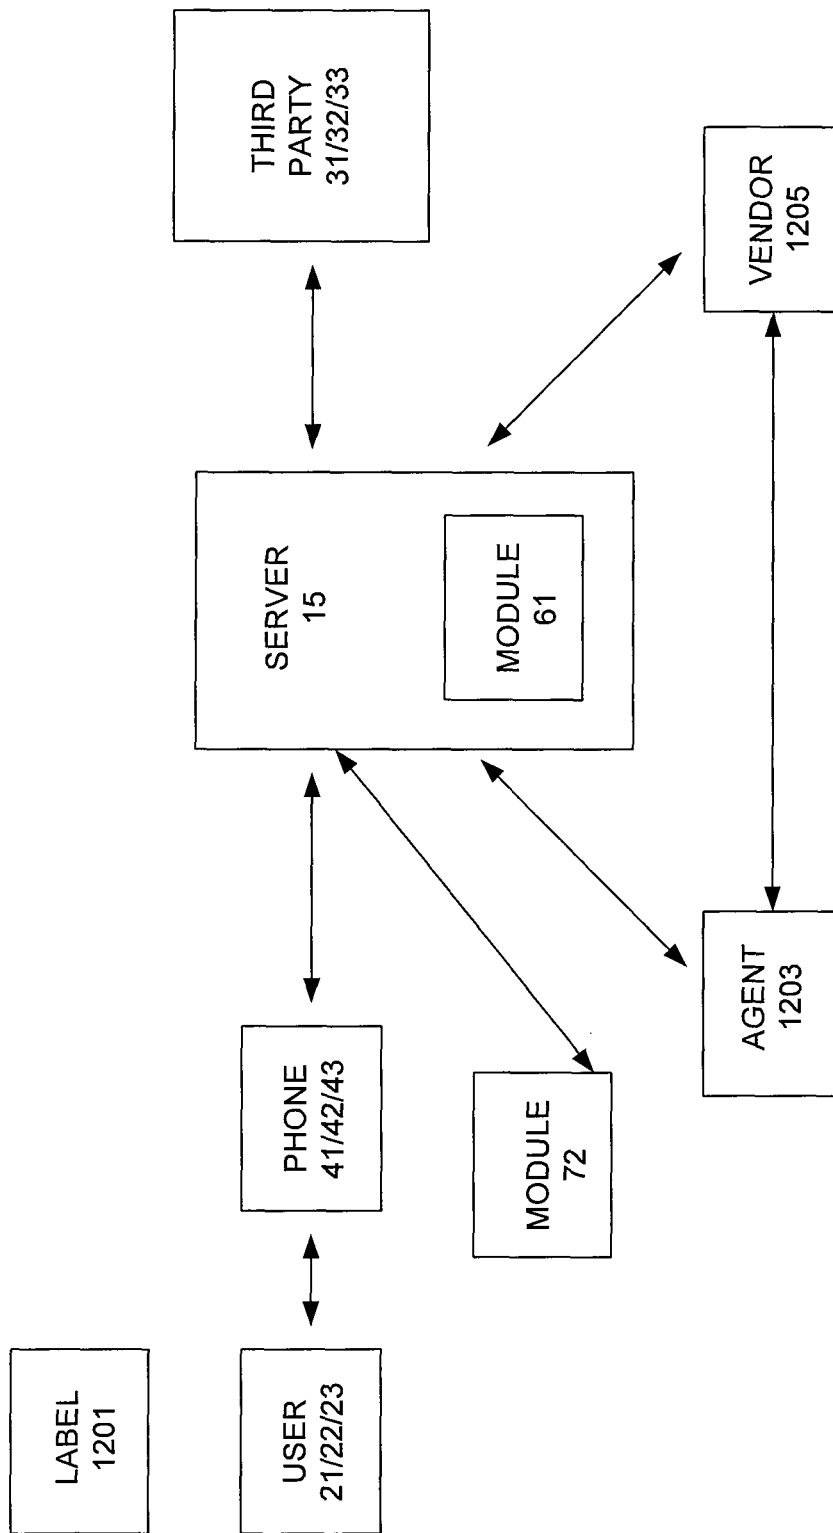 LABEL
1201
USER
21/22/23
PHONE
41/42/43
MODULE
72
SERVER
15
MODULE
61
THIRD
PARTY
31/32/33
AGENT
1203
VENDOR
1205